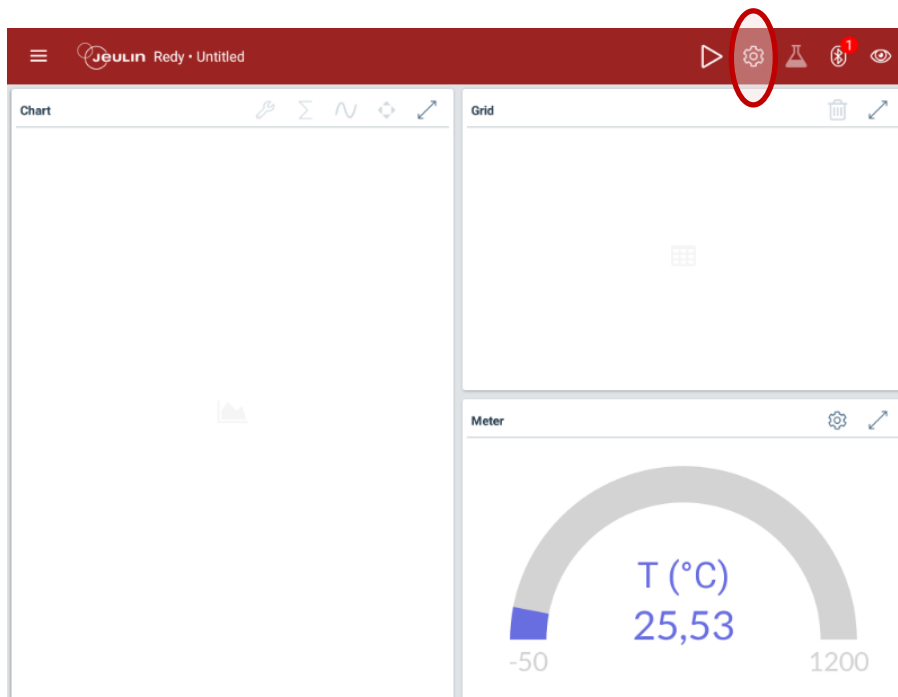 Jeulin Redy • Untitled
1
Chart
Grid
Meter
T (°C)
25,53
-50
1200